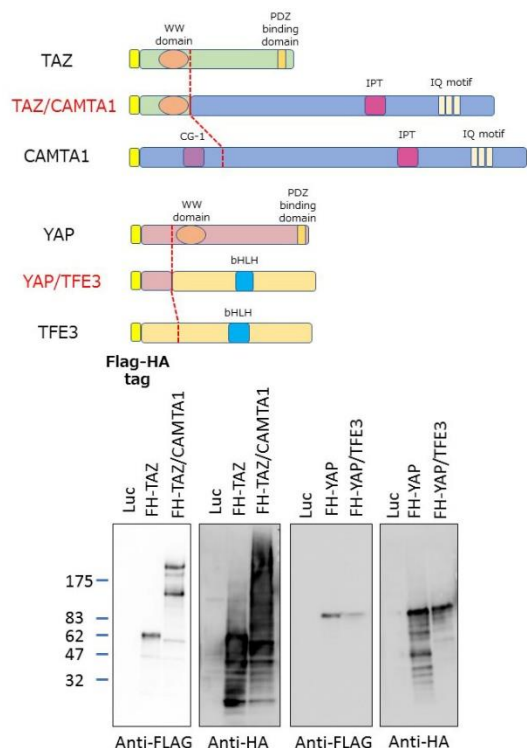 WW
domain
PDZ
binding
domain
TAZ
IPT
IQ motif
TAZ/CAMTA1
CG-1
IPT
IQ motif
CAMTA1
WW
domain
PDZ
binding
domain
YAP
bHLH
YAP/TFE3
bHLH
TFE3
Flag-HA
tag
Luc
FH-TAZ
FH-TAZ/CAMTA1
Luc
FH-TAZ
FH-TAZ/CAMTA1
Luc
FH-YAP
FH-YAP/TFE3
Luc
FH-YAP
FH-YAP/TFE3
175
83
62
47
32
Anti-FLAG
Anti-HA
Anti-FLAG
Anti-HA